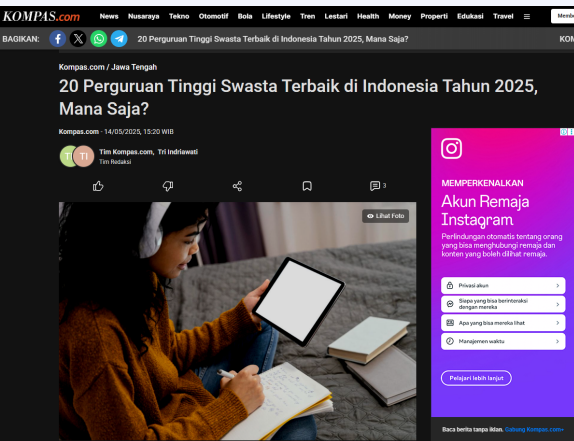 KOMPAS.com
News Nusaraya Tekno Otomotif Bola Lifestyle Tren Lestari Health Money Properti Edukasi Travel
BAGIKAN:
20 Perguruan Tinggi Swasta Terbaik di Indonesia Tahun 2025, Mana Saja?
Kompas.com / Jawa Tengah
20 Perguruan Tinggi Swasta Terbaik di Indonesia Tahun 2025,
Mana Saja?
Kompas.com - 14/05/2025, 15:20 WIB
T TI
Tim Kompas.com, Tri Indriawati
Tim Redaksi
3
Lihat Foto
MEMPERKENALKAN
Akun Remaja
Instagram
Perlindungan otomatis tentang orang
yang bisa menghubungi remaja dan
konten yang boleh dilihat remaja.
Privasi akun
Siapa yang bisa berinteraksi
dengan mereka
Apa yang bisa mereka lihat
Manajemen waktu
Pelajari lebih lanjut
Baca berita tanpa iklan. Gabung Kompas.com+